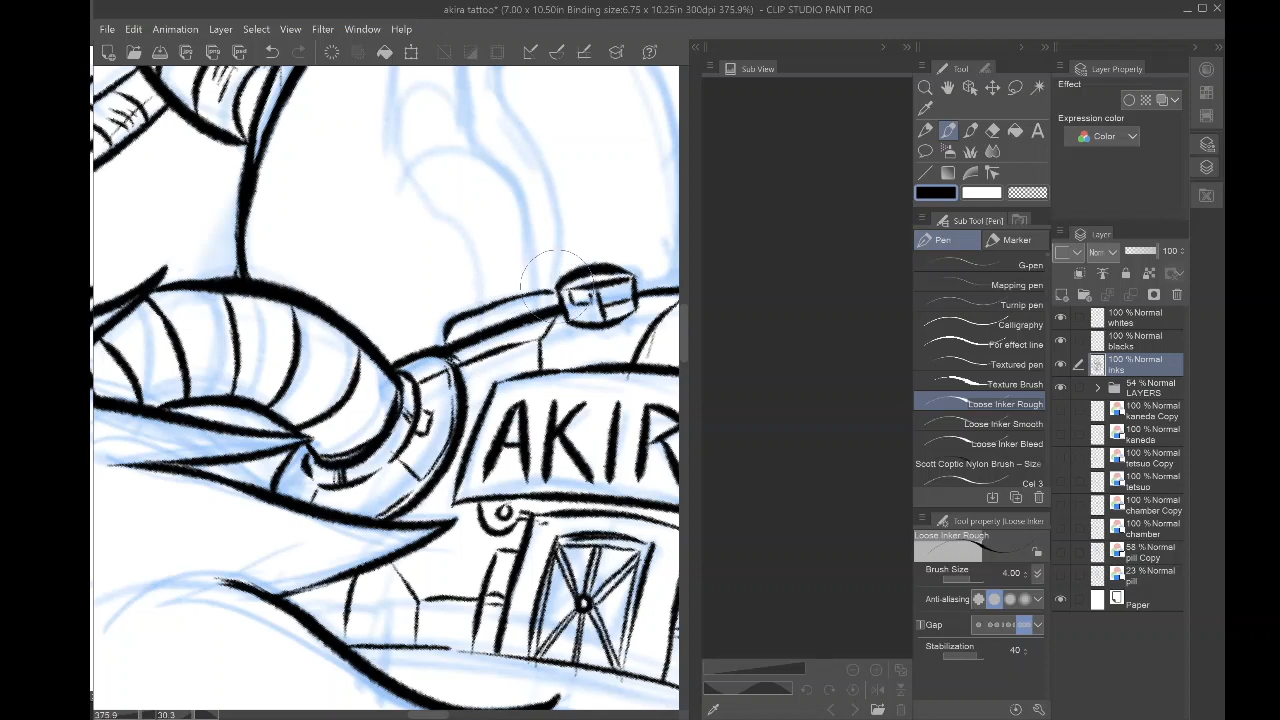 akira tattoo* (7.00 x 10.50in Binding size:6.75 x 10.25in 300dpi 375.9%) - CLIP STUDIO PAINT PRO
File Edit Animation Layer Select View Filter Window Help
Sub View
Tool
Layer Property
Effect
Expression color
Color
Sub Tool [Pen]
Pen
Marker
G-pen
Mapping pen
Turnip pen
Calligraphy
For effect line
Textured pen
Texture Brush
Loose Inker Rough
Loose Inker Smooth
Loose Inker Bleed
Scott Coptic Nylon Brush – Size
Cel 3
Tool property [Loose Inker
Loose Inker Rough
Brush Size 4.00
Anti-aliasing
Gap
Stabilization 40
Layer
Norm 100
100 % Normal
whites
100 % Normal
blacks
100 % Normal
inks
54 % Normal
LAYERS
100 % Normal
kaneda Copy
100 % Normal
kaneda
100 % Normal
tetsuo Copy
100 % Normal
tetsuo
100 % Normal
chamber Copy
100 % Normal
chamber
58 % Normal
pill Copy
23 % Normal
pill
Paper
AKIR
375.9 30.3